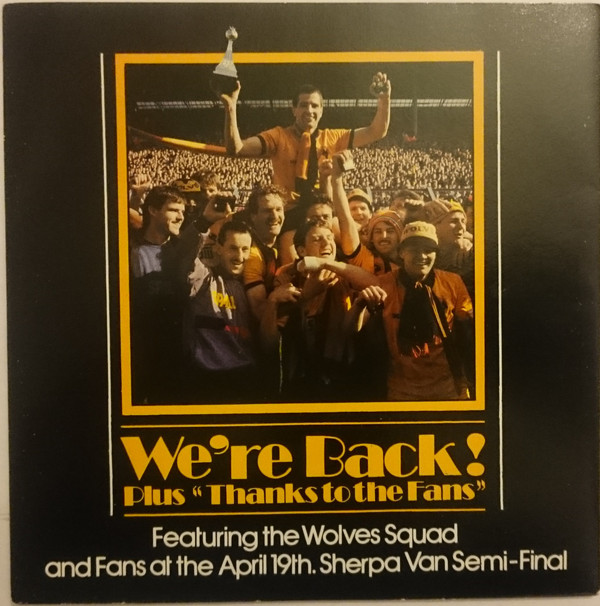 We're Back!
Plus “Thanks to the Fans”
Featuring the Wolves Squad
and Fans at the April 19th. Sherpa Van Semi-Final